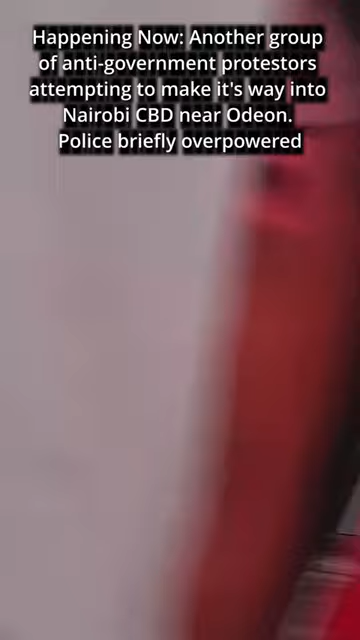 Happening Now: Another group
of anti-government protestors
attempting to make it's way into
Nairobi CBD near Odeon.
Police briefly overpowered